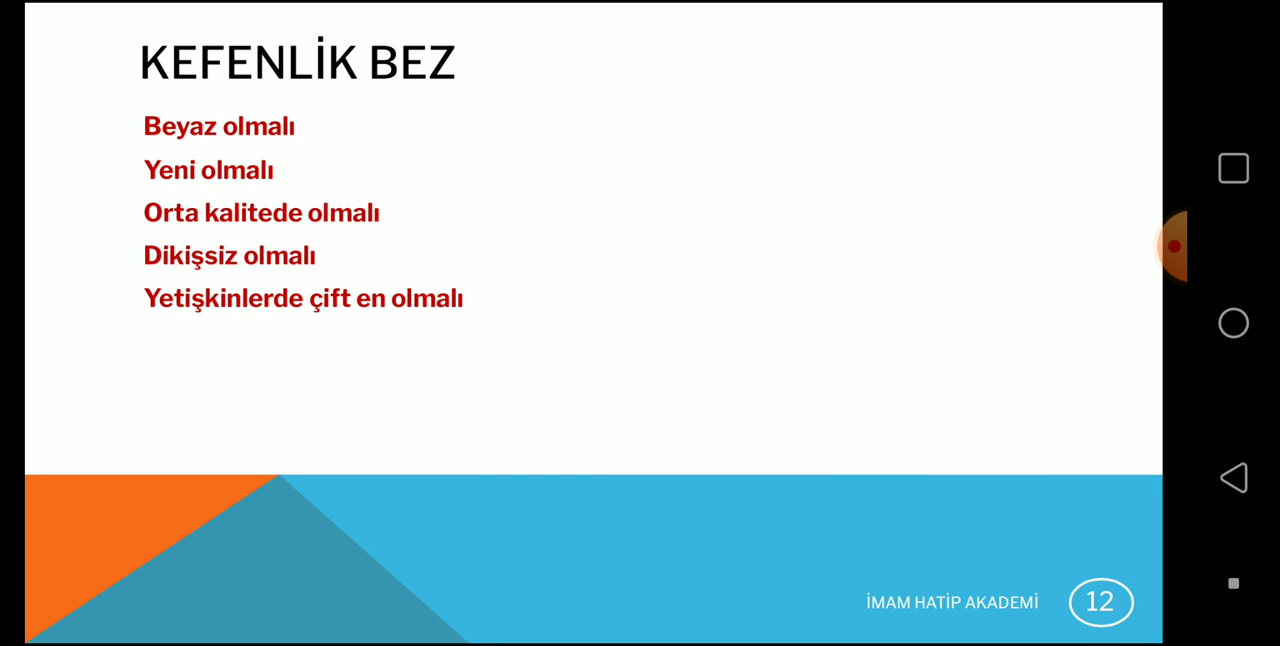 KEFENLİK BEZ
Beyaz olmalı
Yeni olmalı
Orta kalitede olmalı
Dikişsiz olmalı
Yetişkinlerde çift en olmalı
İMAM HATİP AKADEMİ
12